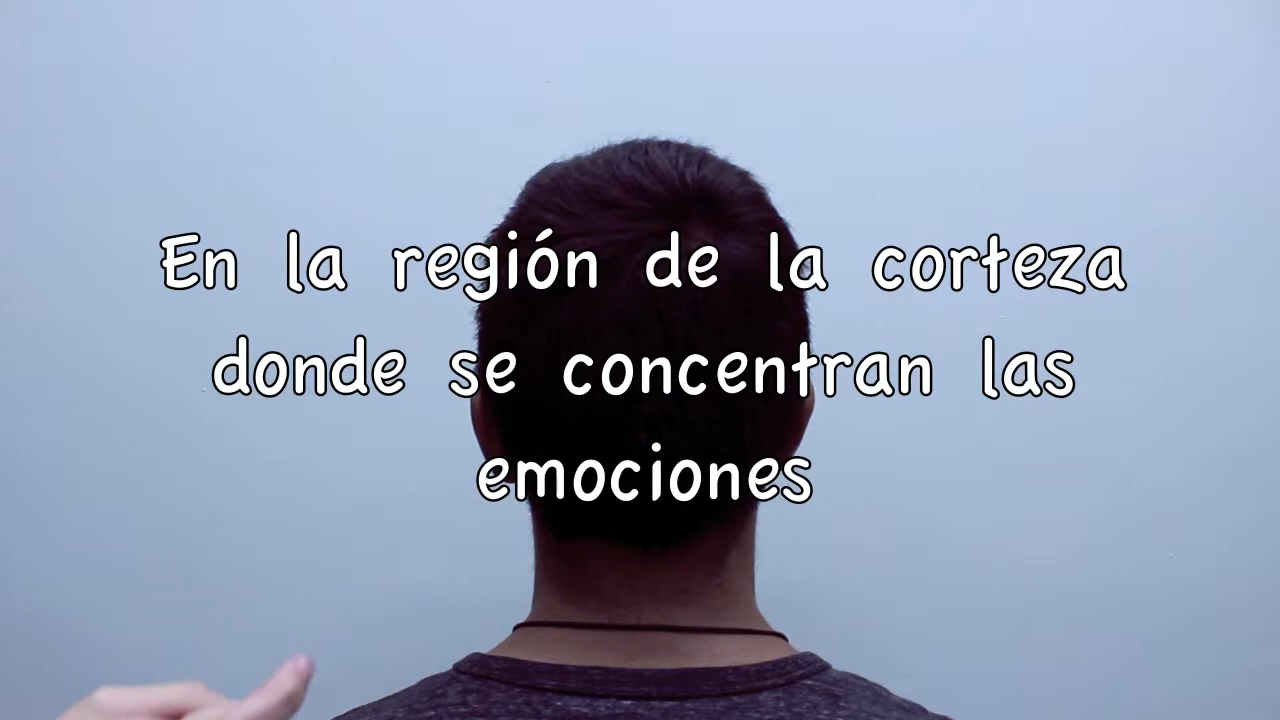 En la región de la corteza
donde se concentran las
emociones